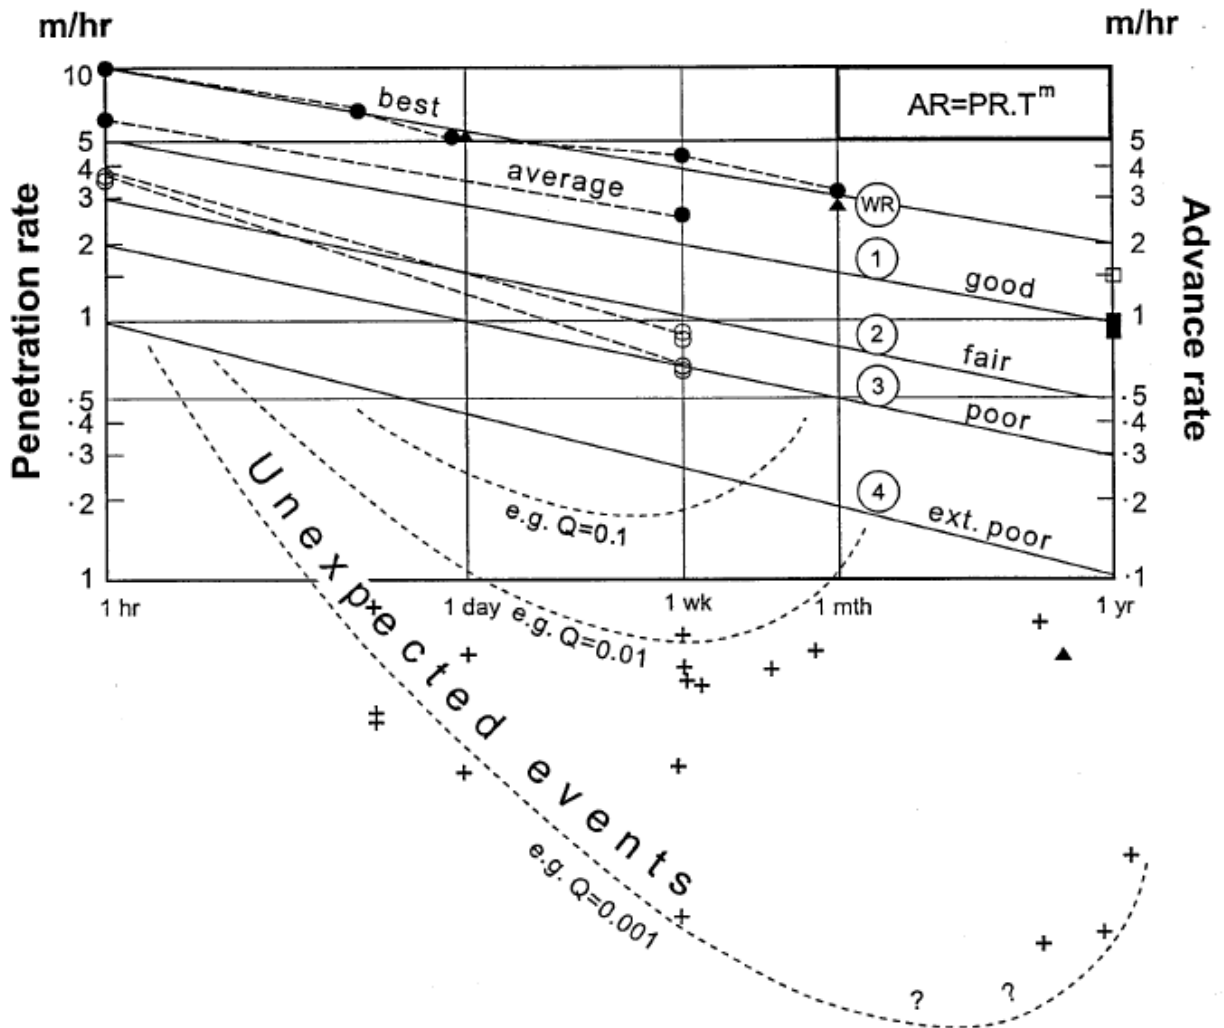 m/hr
m/hr
10
best
AR=PR.T^m
5
5
4
average
4
3
WR
3
2
1
2
good
1
2
1
fair
3
·5
poor
·5
·4
·4
·3
·3
4
·2
e.g. Q=0.1
ext. poor
·2
1
·1
1 hr
1 day
1 wk
1 mth
1 yr
e.g. Q=0.01
Unexpected events
e.g. Q=0.001
?
?
Penetration rate
Advance rate